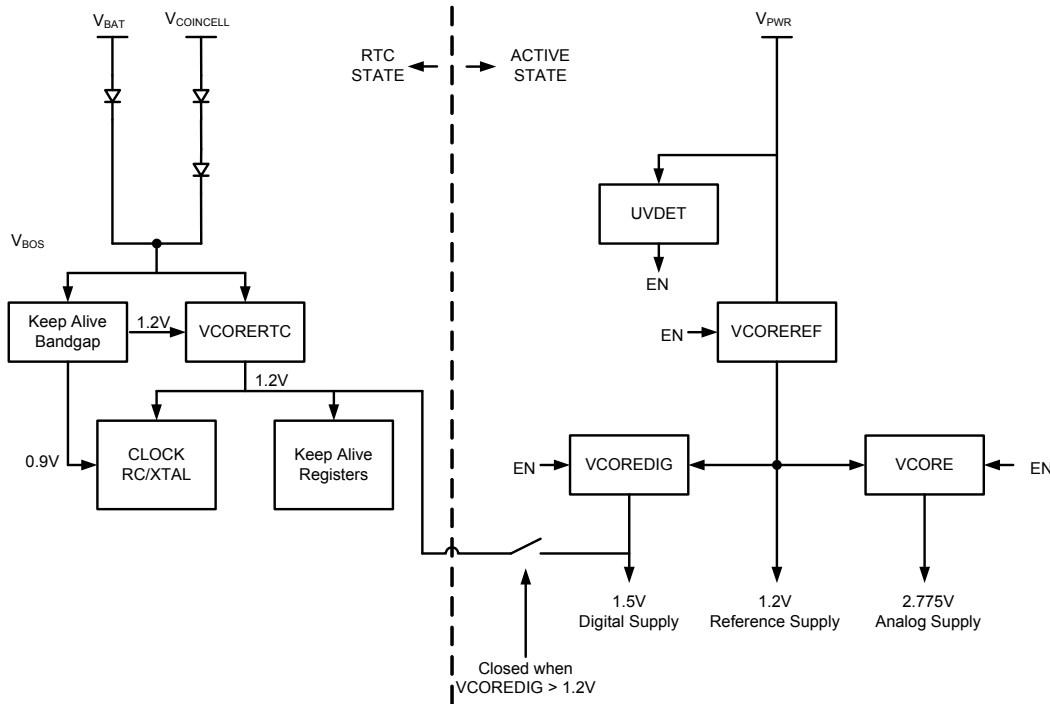 VBAT
VCOINCELL
RTC
STATE
ACTIVE
STATE
VPWR
UVDET
EN
VBOS
Keep Alive
Bandgap
1.2V
VCORERTC
EN
VCOREREF
1.2V
0.9V
CLOCK
RC/XTAL
Keep Alive
Registers
EN
VCOREDIG
VCORE
EN
1.5V
Digital Supply
1.2V
Reference Supply
2.775V
Analog Supply
Closed when
VCOREDIG > 1.2V